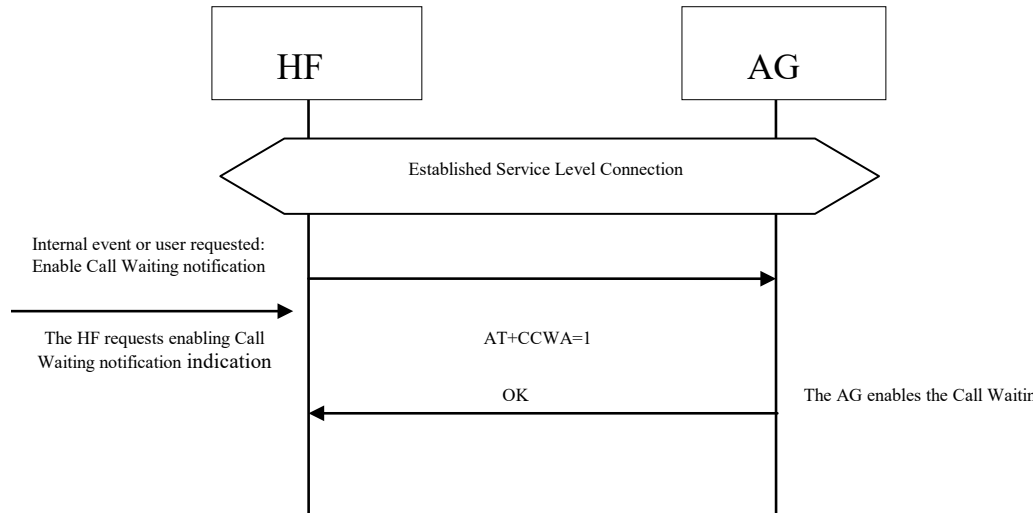 HF
AG
Established Service Level Connection
Internal event or user requested:
Enable Call Waiting notification
The HF requests enabling Call
Waiting notification indication
AT+CCWA=1
OK
The AG enables the Call